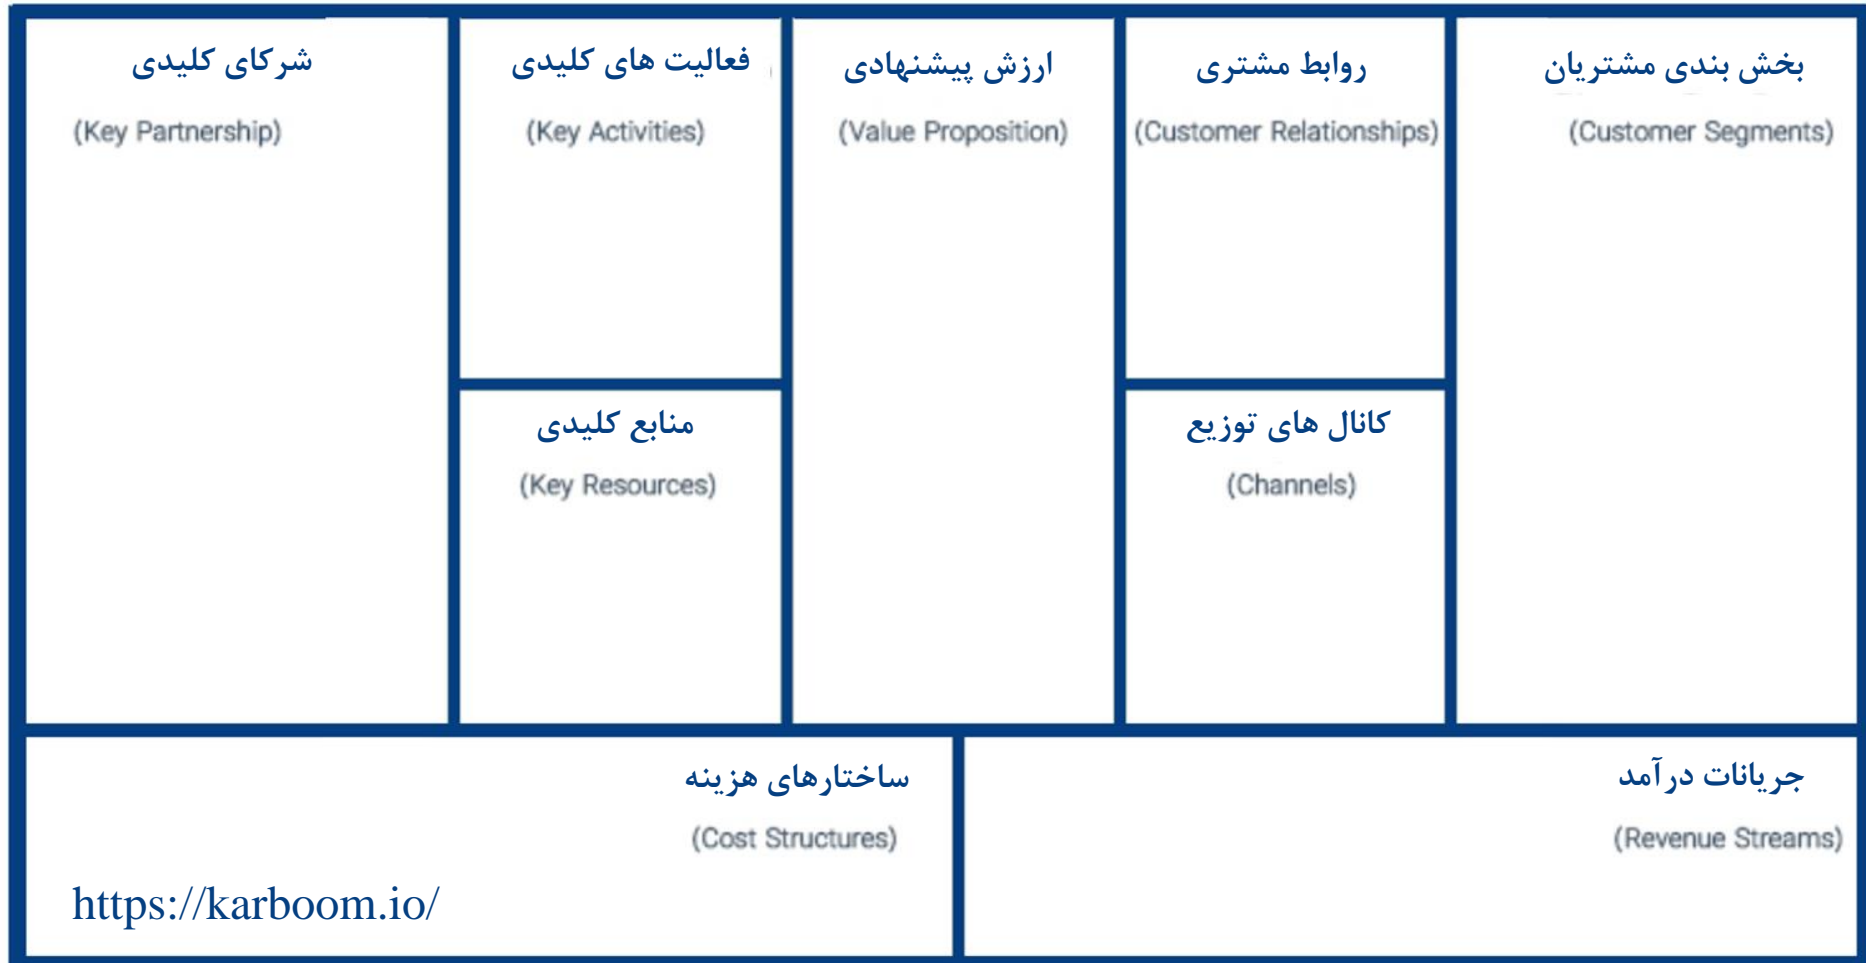 شرکای کلیدی
(Key Partnership)
فعالیت های کلیدی
(Key Activities)
ارزش پیشنهادی
(Value Proposition)
روابط مشتری
(Customer Relationships)
بخش بندی مشتریان
(Customer Segments)
منابع کلیدی
(Key Resources)
کانال های توزیع
(Channels)
ساختارهای هزینه
(Cost Structures)
https://karboom.io/
جریانات درآمد
(Revenue Streams)